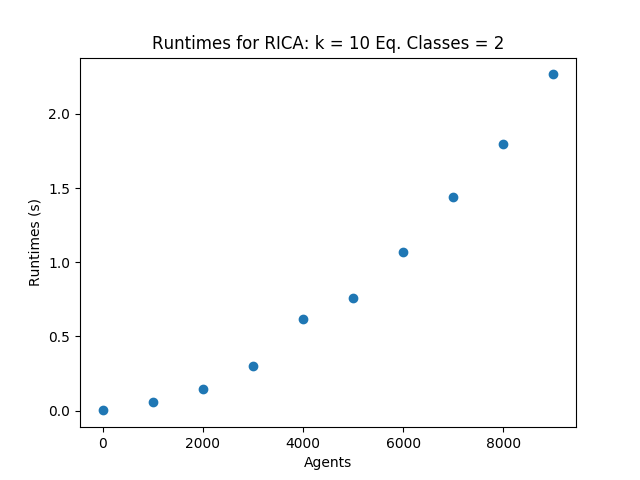 Runtimes for RICA: k = 10 Eq. Classes = 2
2.0
1.5
1.0
0.5
0.0
Runtimes (s)
0 2000 4000 6000 8000
Agents